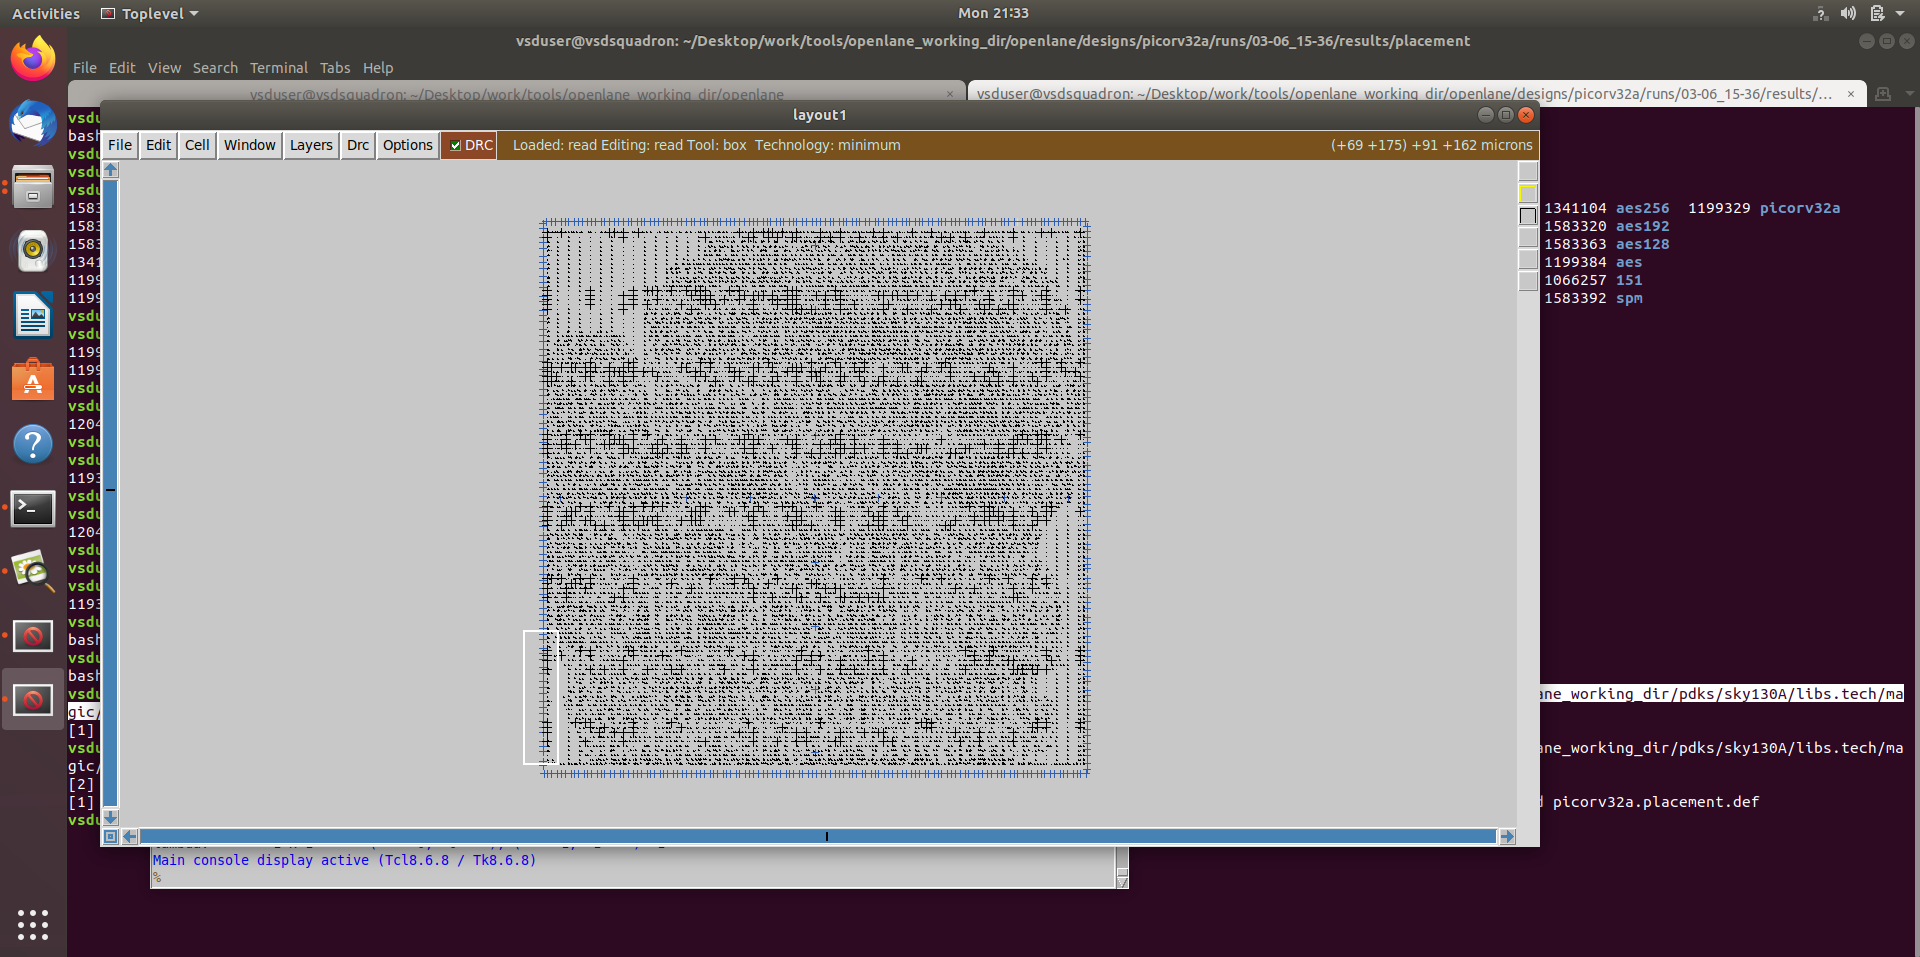 Activities Toplevel Mon 21:33
vsduser@vsdsquadron: ~/Desktop/work/tools/openlane_working_dir/openlane/designs/picorv32a/runs/03-06_15-36/results/placement
File Edit View Search Terminal Tabs Help
vsduser@vsdsquadron: ~/Desktop/work/tools/openlane_working_dir/openlane × vsduser@vsdsquadron: ~/Desktop/work/tools/openlane_working_dir/openlane/designs/picorv32a/runs/03-06_15-36/results/... ×
layout1
File Edit Cell Window Layers Drc Options DRC Loaded: read Editing: read Tool: box Technology: minimum (+69 +175) +91 +162 microns
vsdu
bash
vsdu
vsdu
vsdu
1583 1341104 aes256 1199329 picorv32a
1583 1583320 aes192
1583 1583363 aes128
1341 1199384 aes
1199 1066257 151
1199 1583392 spm
vsdu
vsdu
1199
1199
vsdu
vsdu
1204
vsdu
vsdu
1193
vsdu
vsdu
1204
vsdu
vsdu
vsdu
1193
vsdu
bash
vsdu
bash
vsdu ane_working_dir/pdks/sky130A/libs.tech/ma
gic/
[1]
vsdu ane_working_dir/pdks/sky130A/libs.tech/ma
gic/
[2]
[1] d picorv32a.placement.def
vsdu
Main console display active (Tcl8.6.8 / Tk8.6.8)
%